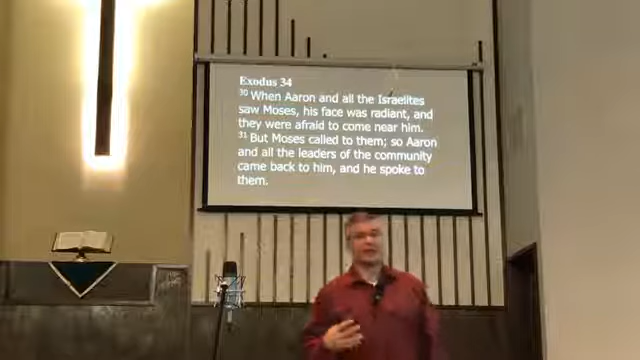 Exodus 34
30 When Aaron and all the Israelites
saw Moses, his face was radiant, and
they were afraid to come near him.
31 But Moses called to them; so Aaron
and all the leaders of the community
came back to him, and he spoke to
them.